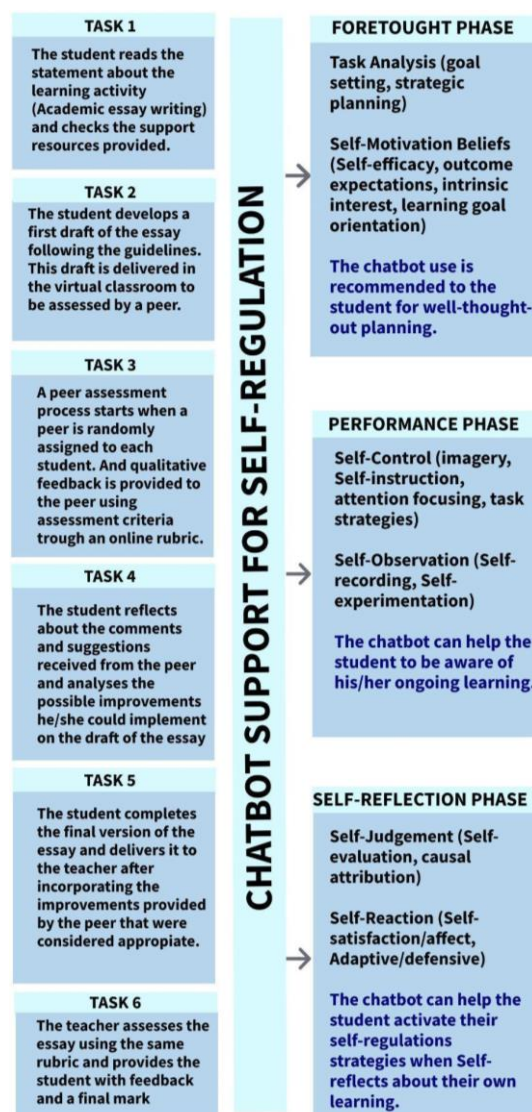 TASK 1
The student reads the
statement about the
learning activity
(Academic essay writing)
and checks the support
resources provided.
TASK 2
The student develops a
first draft of the essay
following the guidelines.
This draft is delivered in
the virtual classroom to
be assessed by a peer.
TASK 3
A peer assessment
process starts when a
peer is randomly
assigned to each
student. And qualitative
feedback is provided to
the peer using
assessment criteria
trough an online rubric.
TASK 4
The student reflects
about the comments
and suggestions
received from the peer
and analyses the
possible improvements
he/she could implement
on the draft of the essay
TASK 5
The student completes
the final version of the
essay and delivers it to
the teacher after
incorporating the
improvements provided
by the peer that were
considered appropiate.
TASK 6
The teacher assesses the
essay using the same
rubric and provides the
student with feedback
and a final mark
CHATBOT SUPPORT FOR SELF-REGULATION
FORETOUGHT PHASE
Task Analysis (goal
setting, strategic
planning)
Self-Motivation Beliefs
(Self-efficacy, outcome
expectations, intrinsic
interest, learning goal
orientation)
The chatbot use is
recommended to the
student for well-thought-
out planning.
PERFORMANCE PHASE
Self-Control (imagery,
Self-instruction,
attention focusing, task
strategies)
Self-Observation (Self-
recording, Self-
experimentation)
The chatbot can help the
student to be aware of
his/her ongoing learning.
SELF-REFLECTION PHASE
Self-Judgement (Self-
evaluation, causal
attribution)
Self-Reaction (Self-
satisfaction/affect,
Adaptive/defensive)
The chatbot can help the
student activate their
self-regulations
strategies when Self-
reflects about their own
learning.